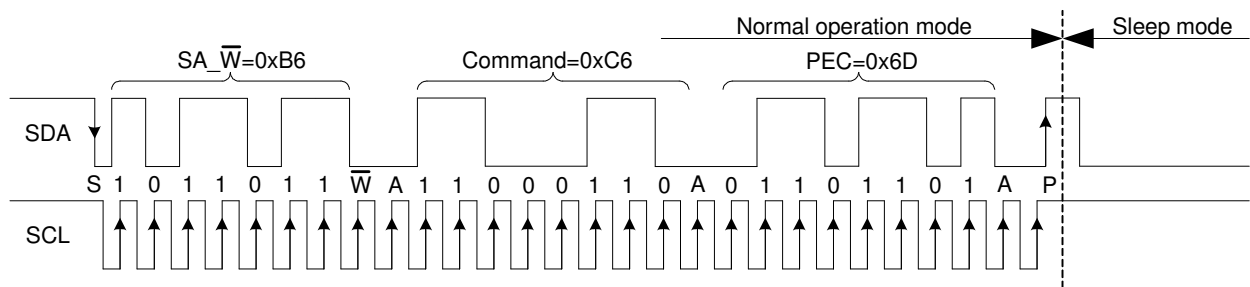 Normal operation mode Sleep mode
SA_W̅=0xB6 Command=0xC6 PEC=0x6D
SDA
S 1 0 1 1 0 1 1 W̅ A 1 1 0 0 0 1 1 0 A 0 1 1 0 1 1 0 1 A P
SCL